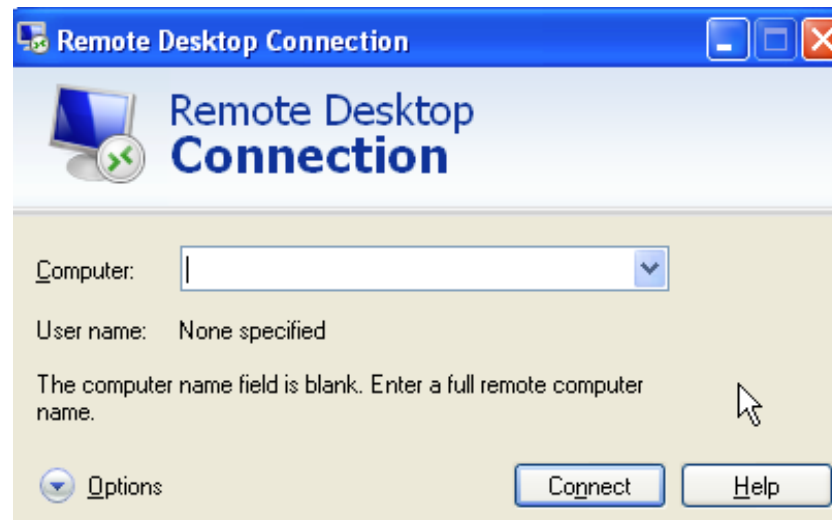 Remote Desktop Connection
Remote Desktop
Connection
Computer:
User name: None specified
The computer name field is blank. Enter a full remote computer
name.
Options Connect Help